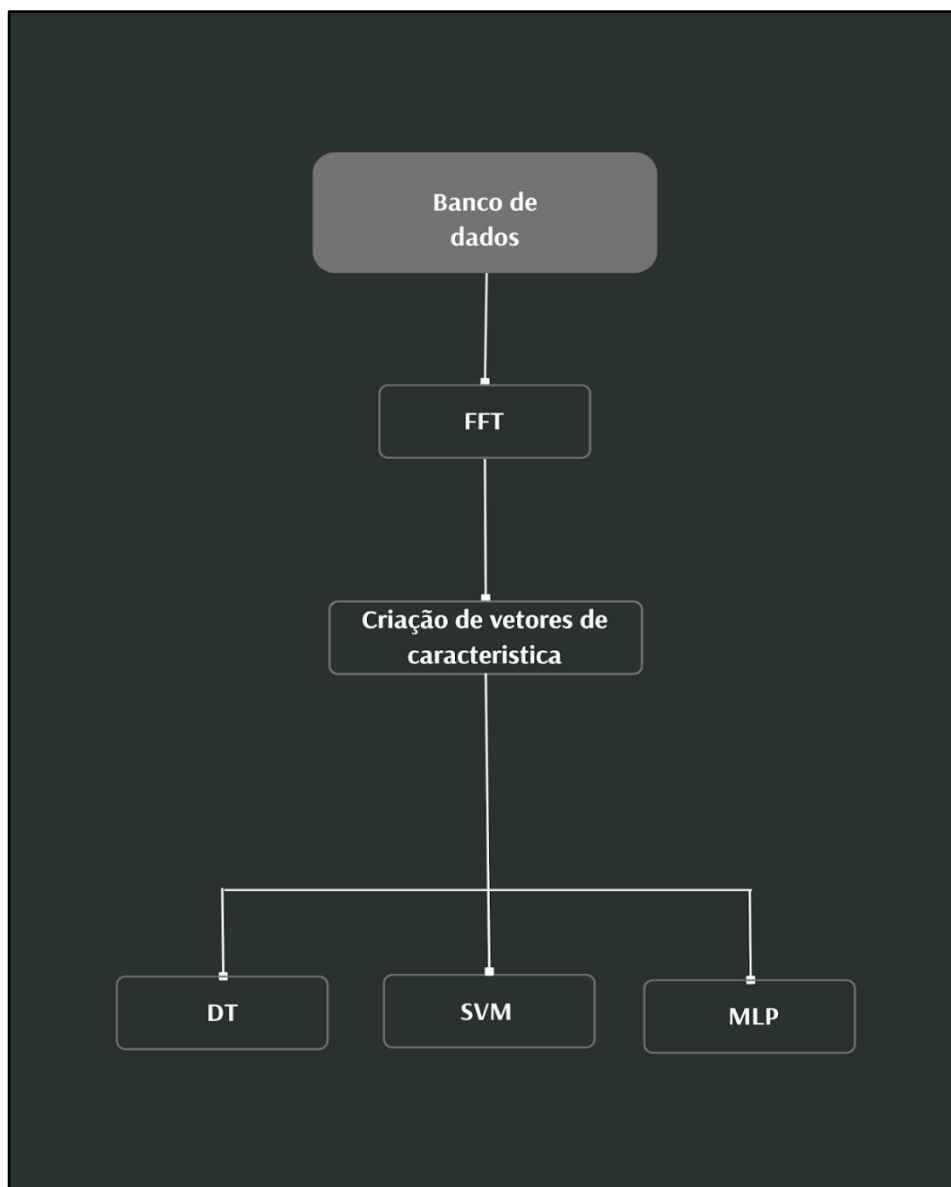 Banco de
dados
FFT
Criação de vetores de
caracteristica
DT
SVM
MLP